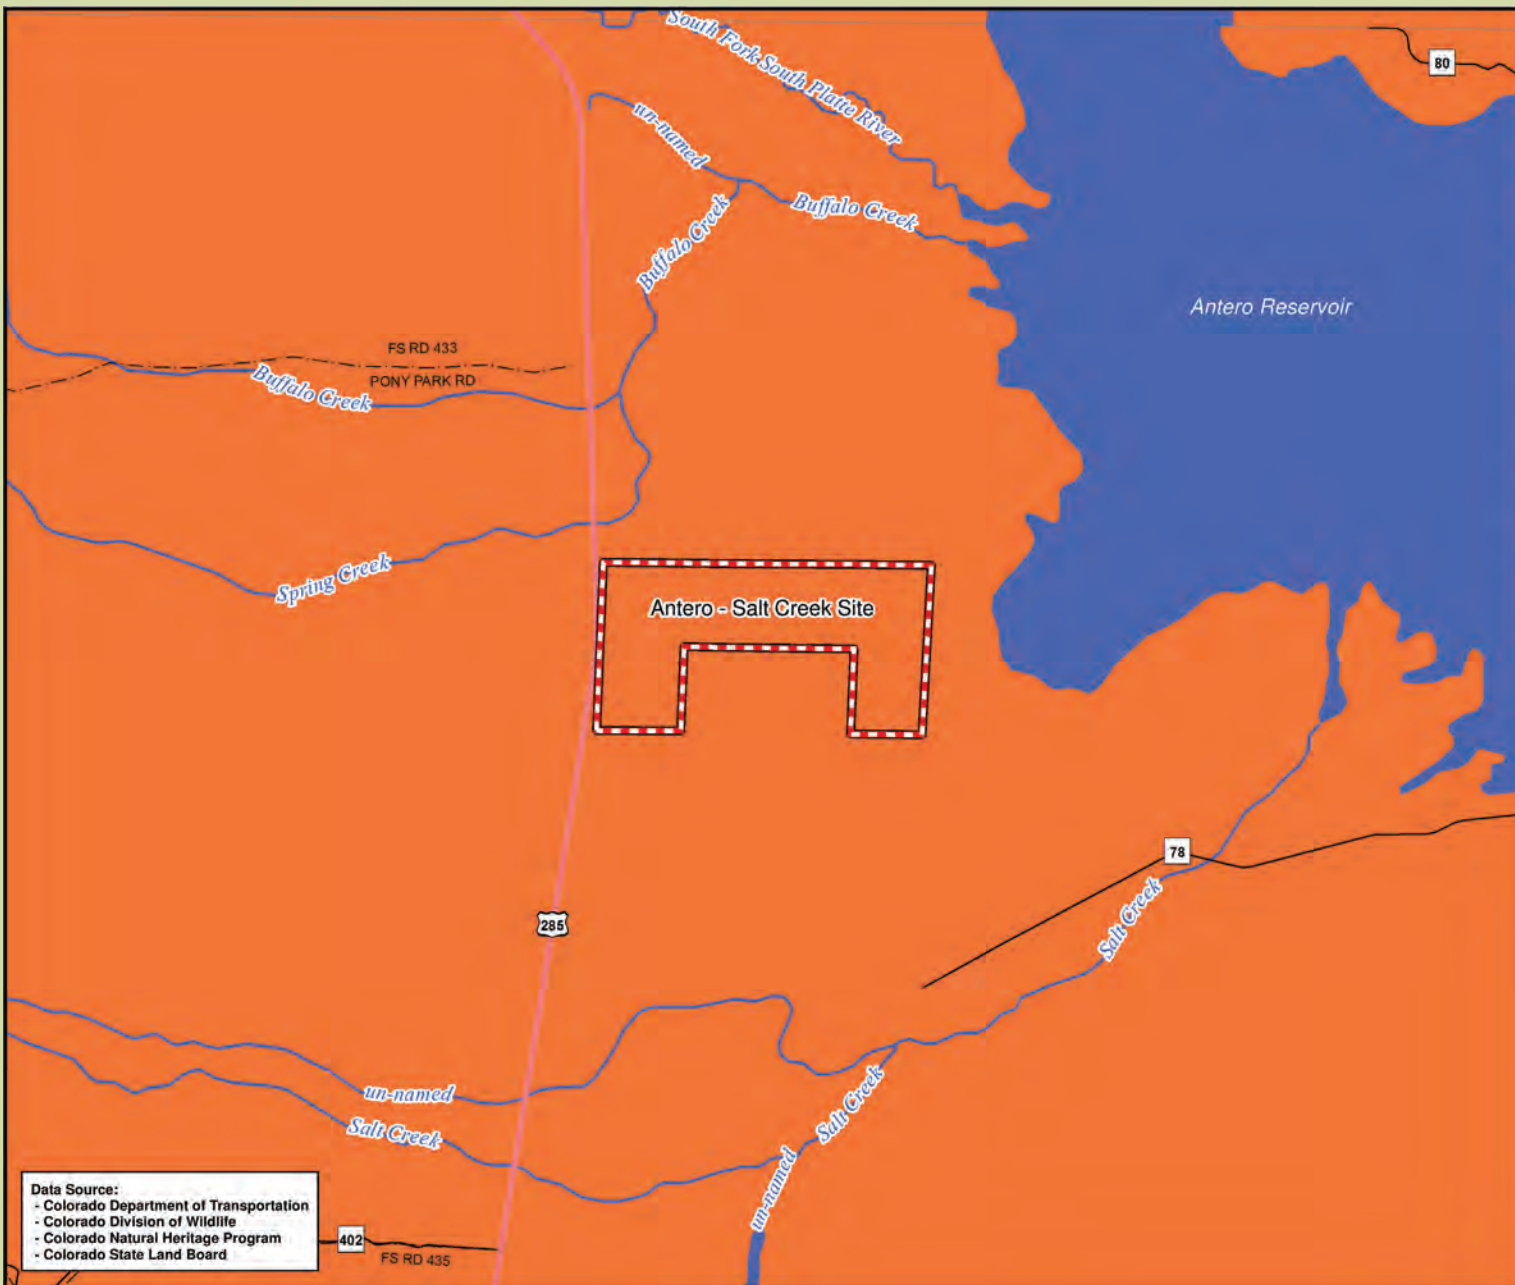 South Fork South Platte River
80
un-named
Buffalo Creek
Buffalo Creek
Antero Reservoir
FS RD 433
PONY PARK RD
Buffalo Creek
Spring Creek
Antero - Salt Creek Site
78
Salt Creek
285
un-named
Salt Creek
Salt Creek
un-named
Data Source:
- Colorado Department of Transportation
- Colorado Division of Wildlife
- Colorado Natural Heritage Program
- Colorado State Land Board
402
FS RD 435